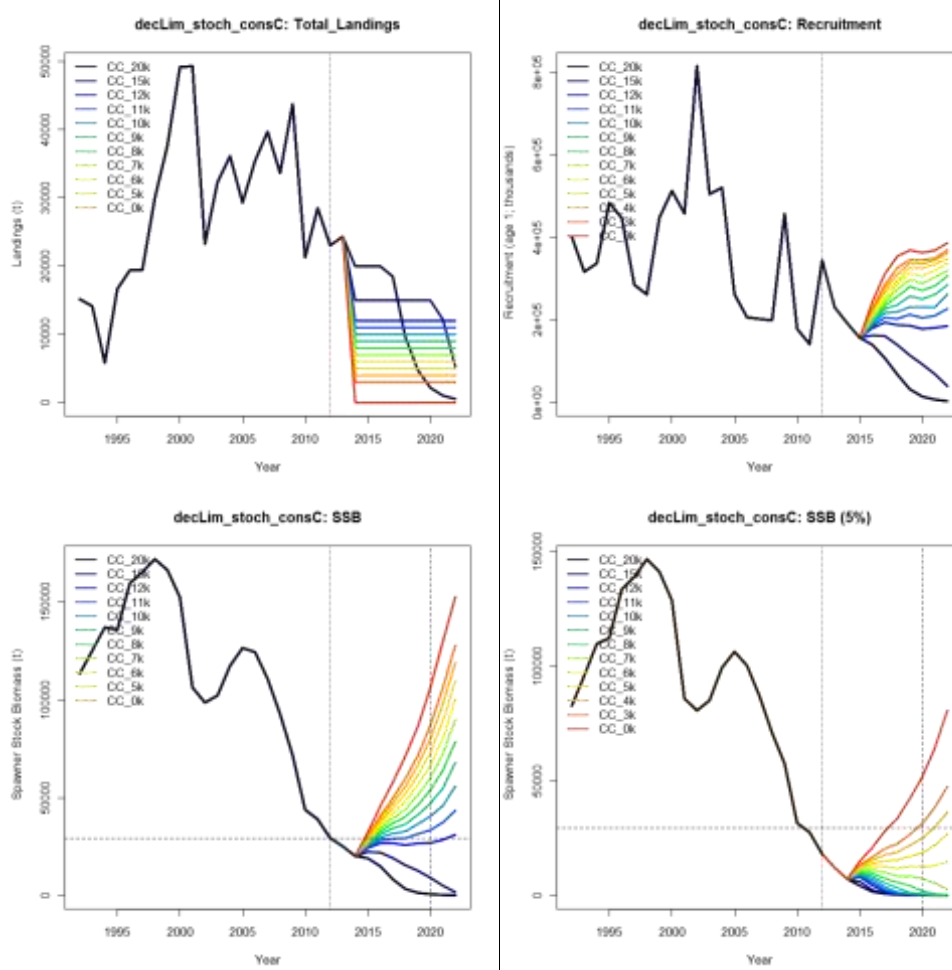 decLim_stoch_consC: Total_Landings
Landings (t)
50000
40000
30000
20000
10000
0
CC_20k
CC_15k
CC_12k
CC_11k
CC_10k
CC_9k
CC_8k
CC_7k
CC_6k
CC_5k
CC_0k
1995 2000 2005 2010 2015 2020
Year
decLim_stoch_consC: Recruitment
Recruitment (age 1; thousands)
8e+05
6e+05
4e+05
2e+05
0e+00
CC_20k
CC_15k
CC_12k
CC_11k
CC_10k
CC_9k
CC_8k
CC_7k
CC_6k
CC_5k
CC_4k
CC_3k
CC_0k
1995 2000 2005 2010 2015 2020
Year
decLim_stoch_consC: SSB
Spawner Stock Biomass (t)
150000
100000
50000
0
CC_20k
CC_15k
CC_12k
CC_11k
CC_10k
CC_9k
CC_8k
CC_7k
CC_6k
CC_5k
CC_0k
1995 2000 2005 2010 2015 2020
Year
decLim_stoch_consC: SSB (5%)
Spawner Stock Biomass (t)
150000
100000
50000
0
CC_20k
CC_15k
CC_12k
CC_11k
CC_10k
CC_9k
CC_8k
CC_7k
CC_6k
CC_5k
CC_4k
CC_3k
CC_0k
1995 2000 2005 2010 2015 2020
Year